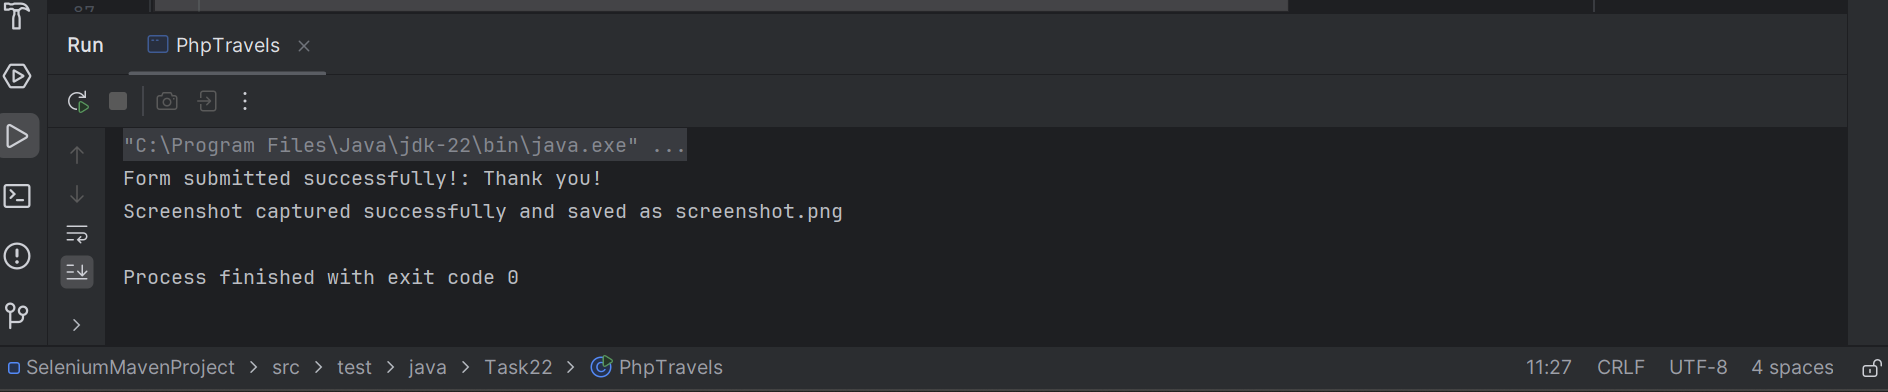 87
Run PhpTravels
"C:\Program Files\Java\jdk-22\bin\java.exe" ...
Form submitted successfully!: Thank you!
Screenshot captured successfully and saved as screenshot.png
Process finished with exit code 0
SeleniumMavenProject > src > test > java > Task22 > PhpTravels 11:27 CRLF UTF-8 4 spaces